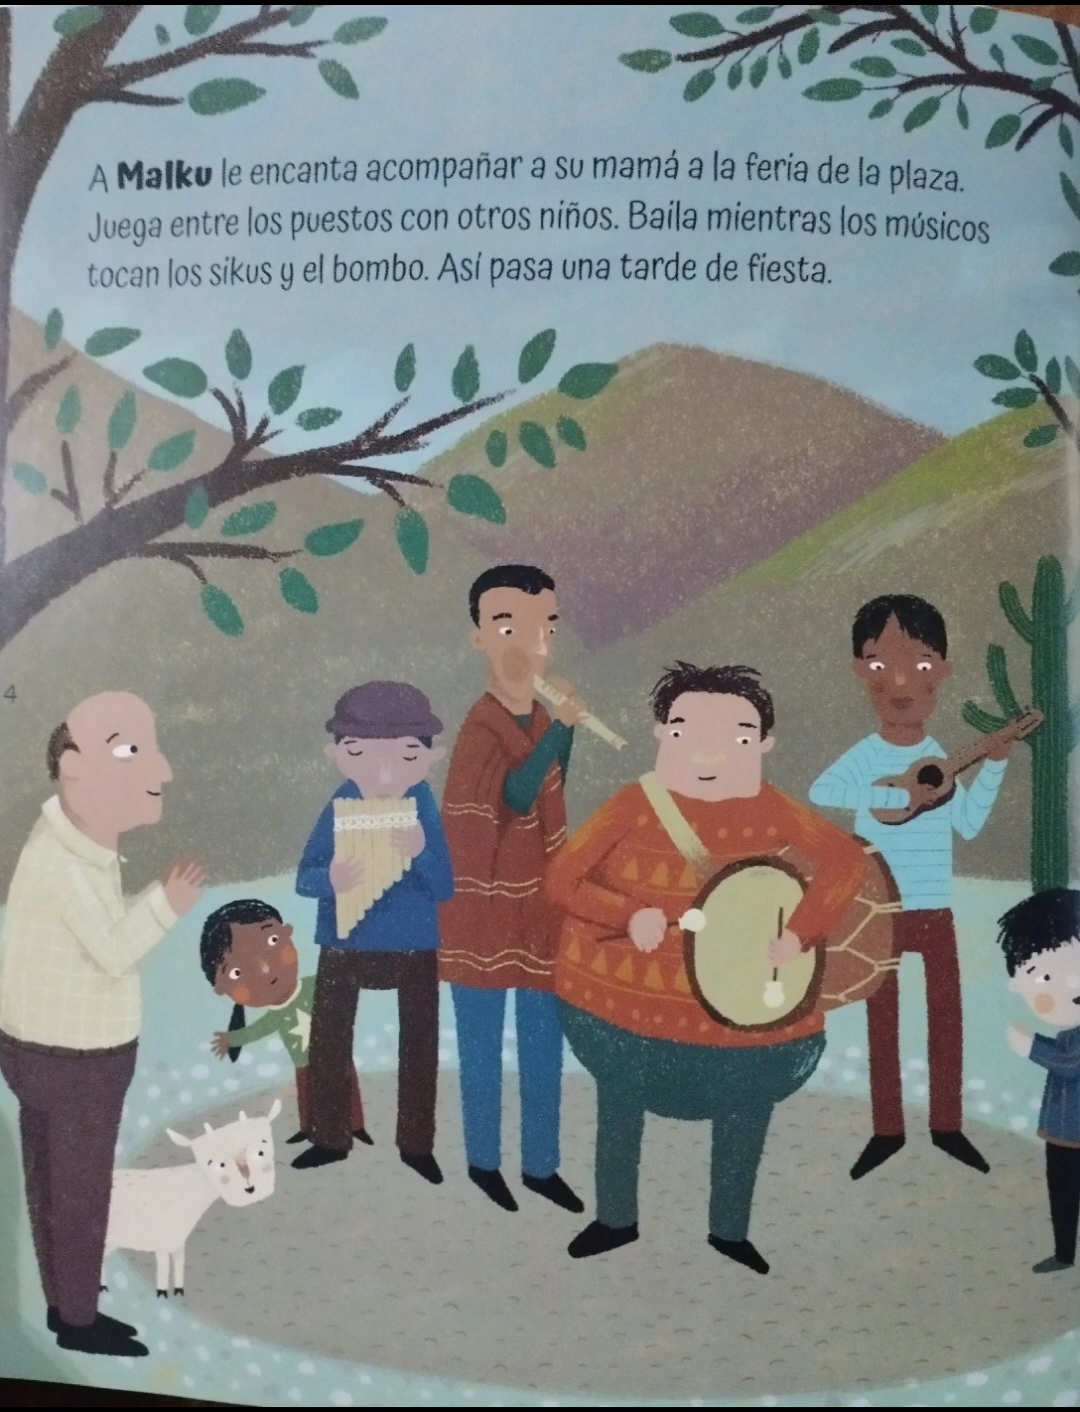 A Malku le encanta acompañar a su mamá a la feria de la plaza.
Juega entre los puestos con otros niños. Baila mientras los músicos
tocan los sikus y el bombo. Así pasa una tarde de fiesta.
4